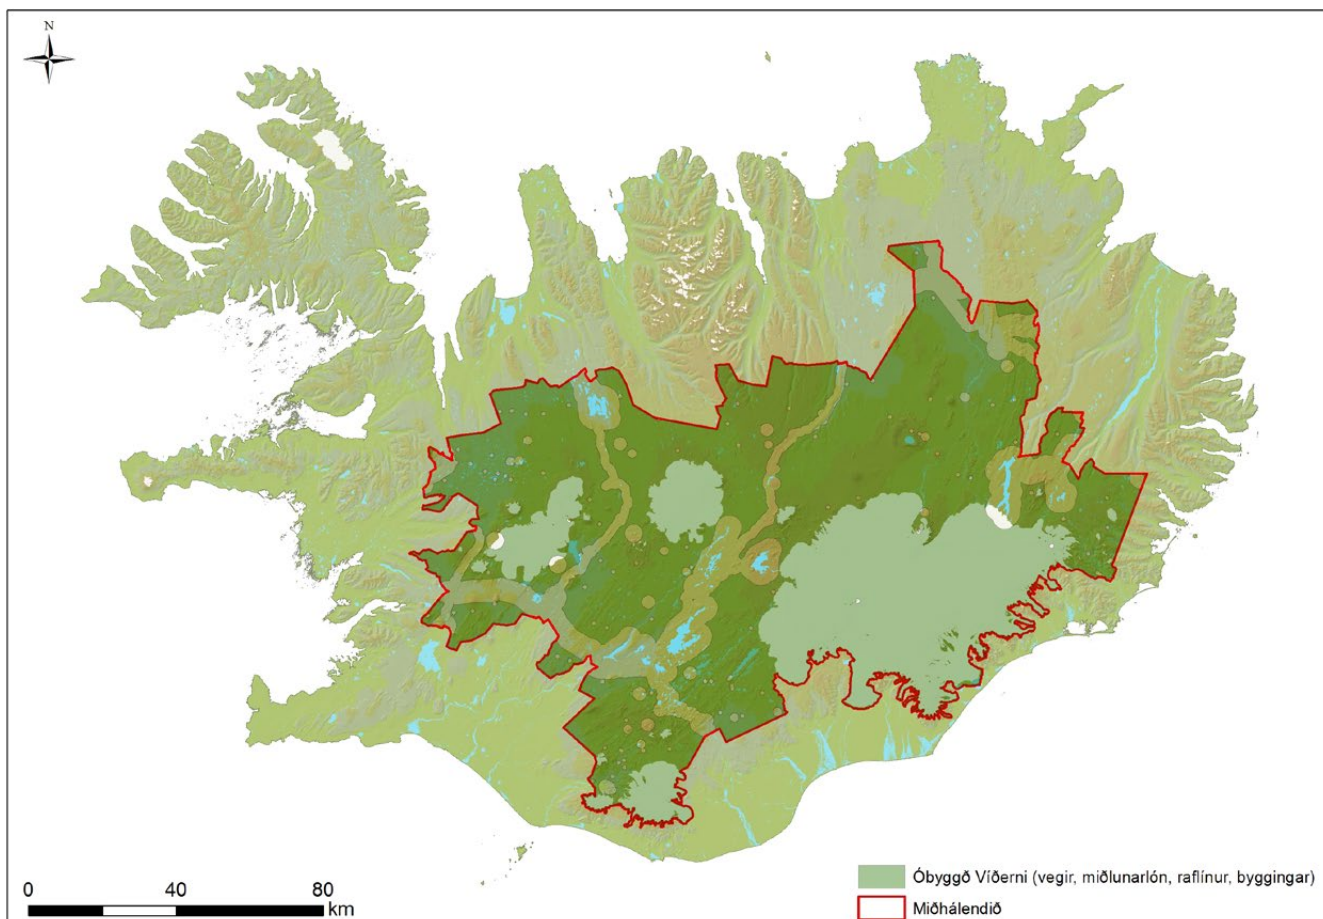 N
Óbyggð Víðerni (vegir, miðlunarlón, raflínur, byggingar)
Miðhálendið
0 40 80
km